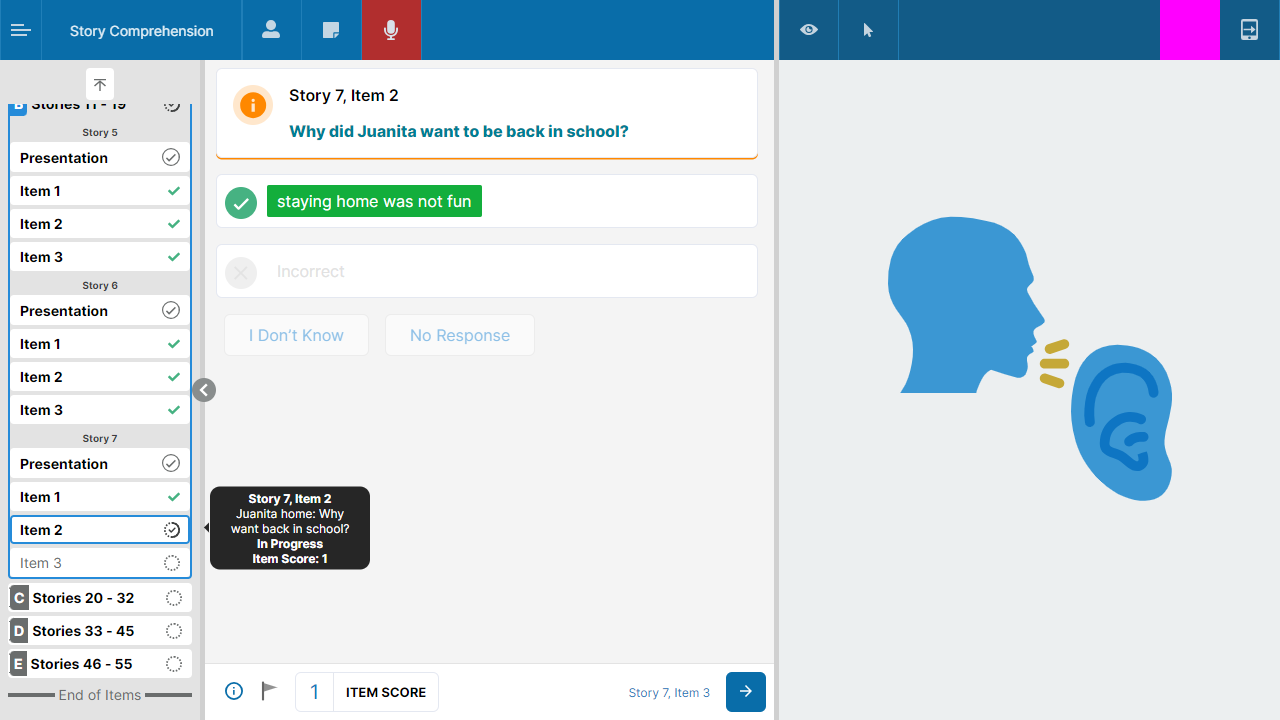 Story Comprehension
B Stories 11 - 19
Story 5
Presentation
Item 1
Item 2
Item 3
Story 6
Presentation
Item 1
Item 2
Item 3
Story 7
Presentation
Item 1
Item 2
Item 3
C Stories 20 - 32
D Stories 33 - 45
E Stories 46 - 55
End of Items
Story 7, Item 2
Why did Juanita want to be back in school?
staying home was not fun
Incorrect
I Don’t Know
No Response
Story 7, Item 2
Juanita home: Why
want back in school?
In Progress
Item Score: 1
1 ITEM SCORE
Story 7, Item 3